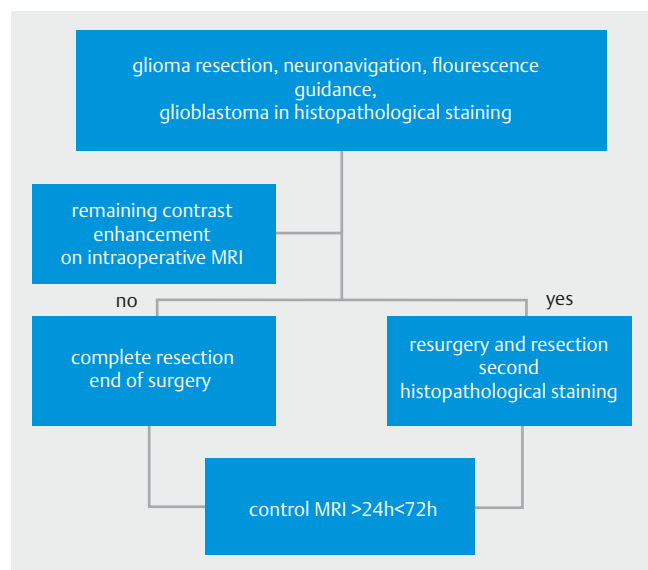 glioma resection, neuronavigation, flourescence
guidance,
glioblastoma in histopathological staining
remaining contrast
enhancement
on intraoperative MRI
no
yes
complete resection
end of surgery
resurgery and resection
second
histopathological staining
control MRI >24h<72h